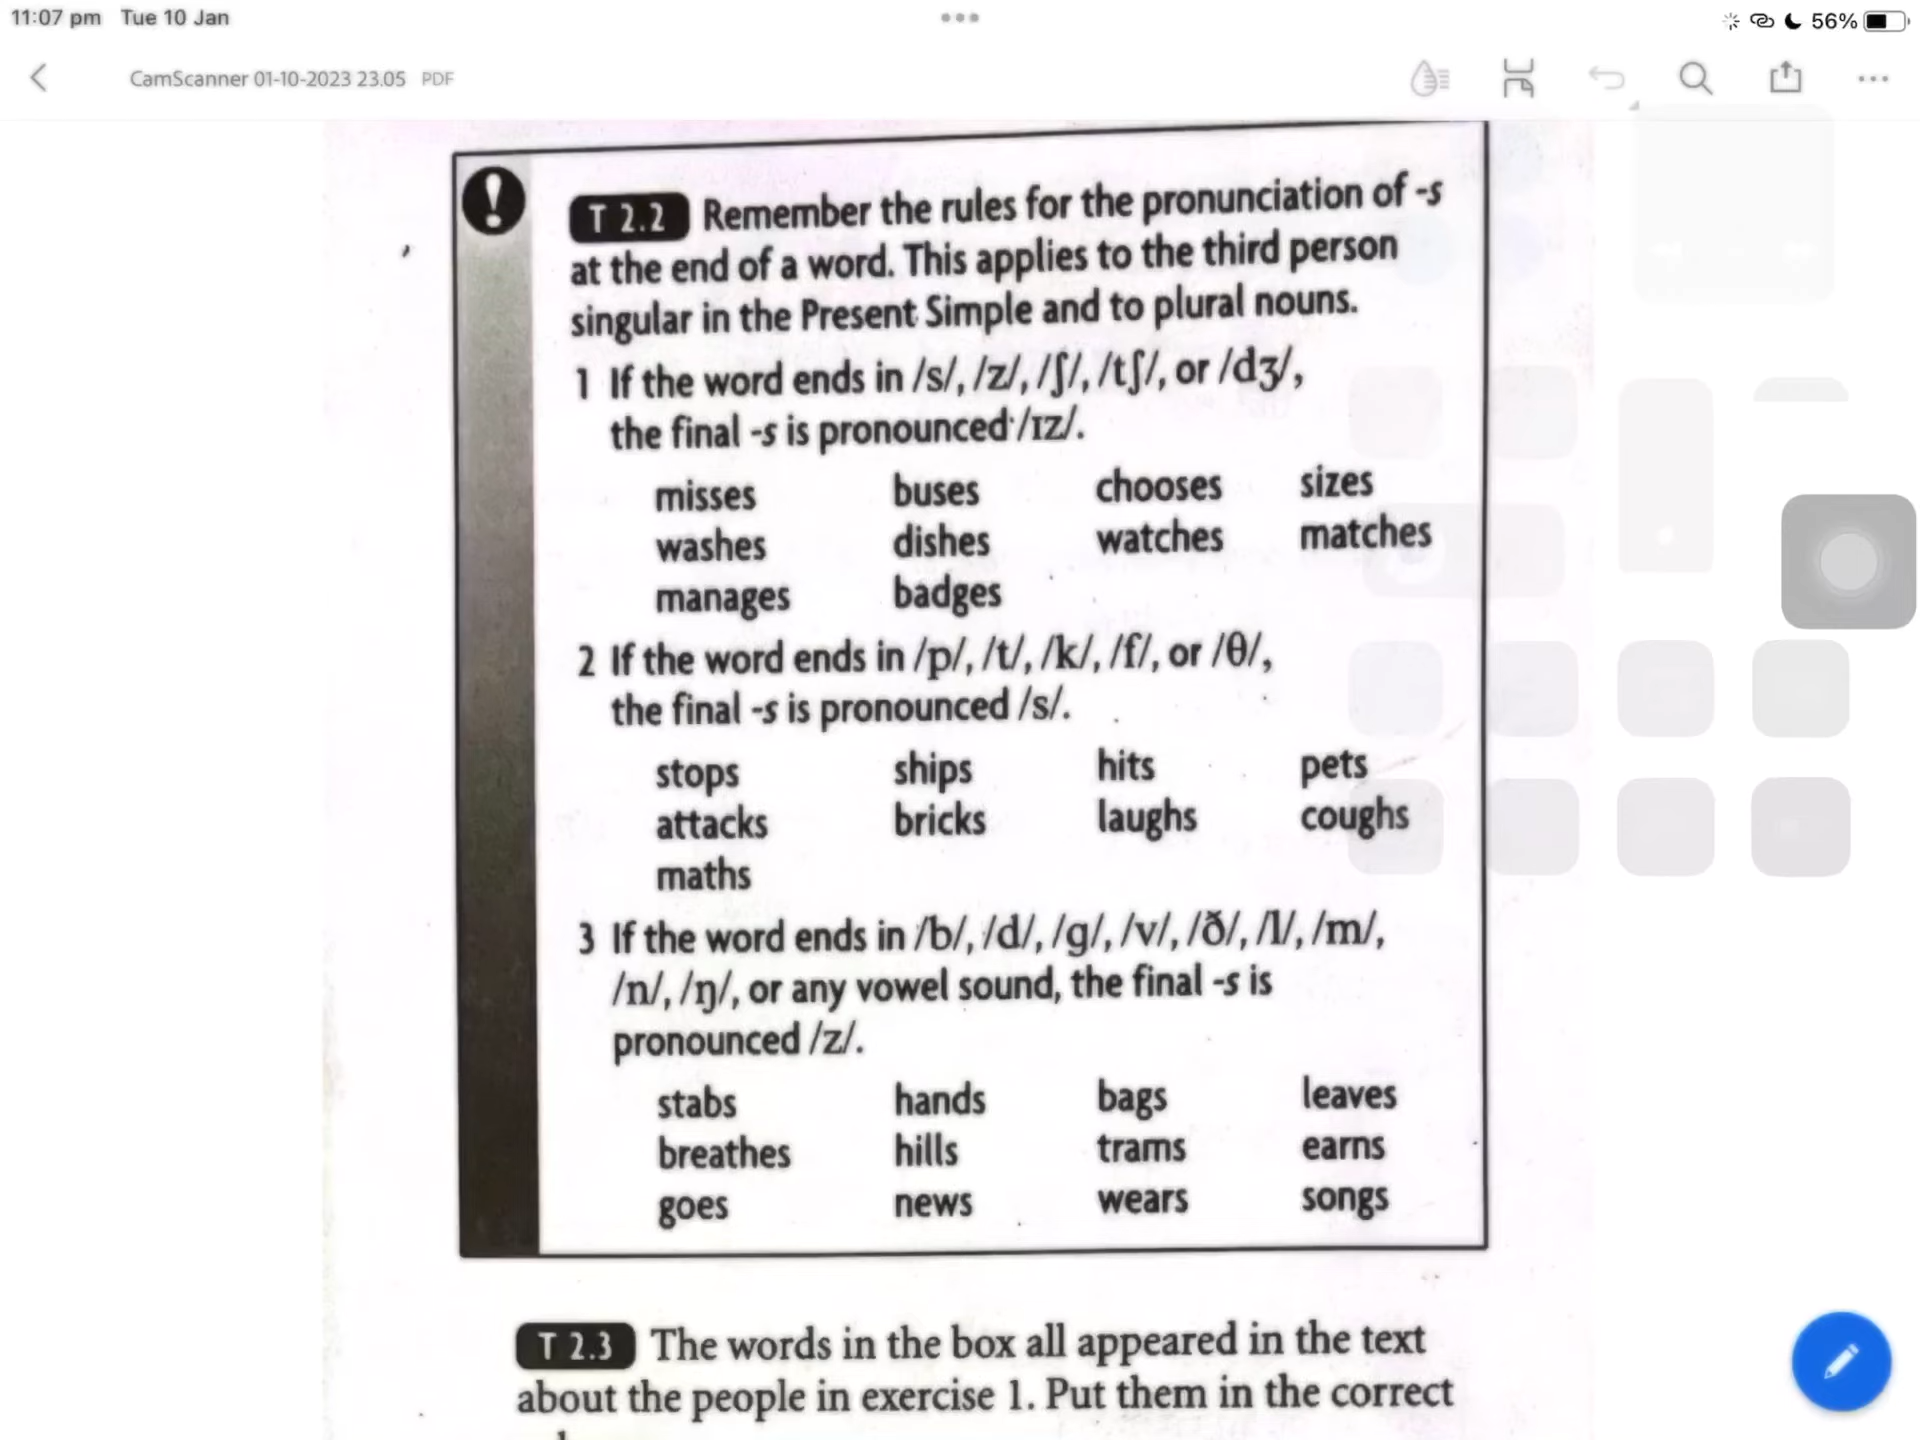 11:07 pm Tue 10 Jan
56%
CamScanner 01-10-2023 23.05 PDF
T 2.2 Remember the rules for the pronunciation of -s
at the end of a word. This applies to the third person
singular in the Present Simple and to plural nouns.
1 If the word ends in /s/, /z/, /ʃ/, /tʃ/, or /dʒ/,
the final -s is pronounced /ɪz/.
misses buses chooses sizes
washes dishes watches matches
manages badges
2 If the word ends in /p/, /t/, /k/, /f/, or /θ/,
the final -s is pronounced /s/.
stops ships hits pets
attacks bricks laughs coughs
maths
3 If the word ends in /b/, /d/, /g/, /v/, /ð/, /l/, /m/,
/n/, /ŋ/, or any vowel sound, the final -s is
pronounced /z/.
stabs hands bags leaves
breathes hills trams earns
goes news wears songs
T 2.3 The words in the box all appeared in the text
about the people in exercise 1. Put them in the correct